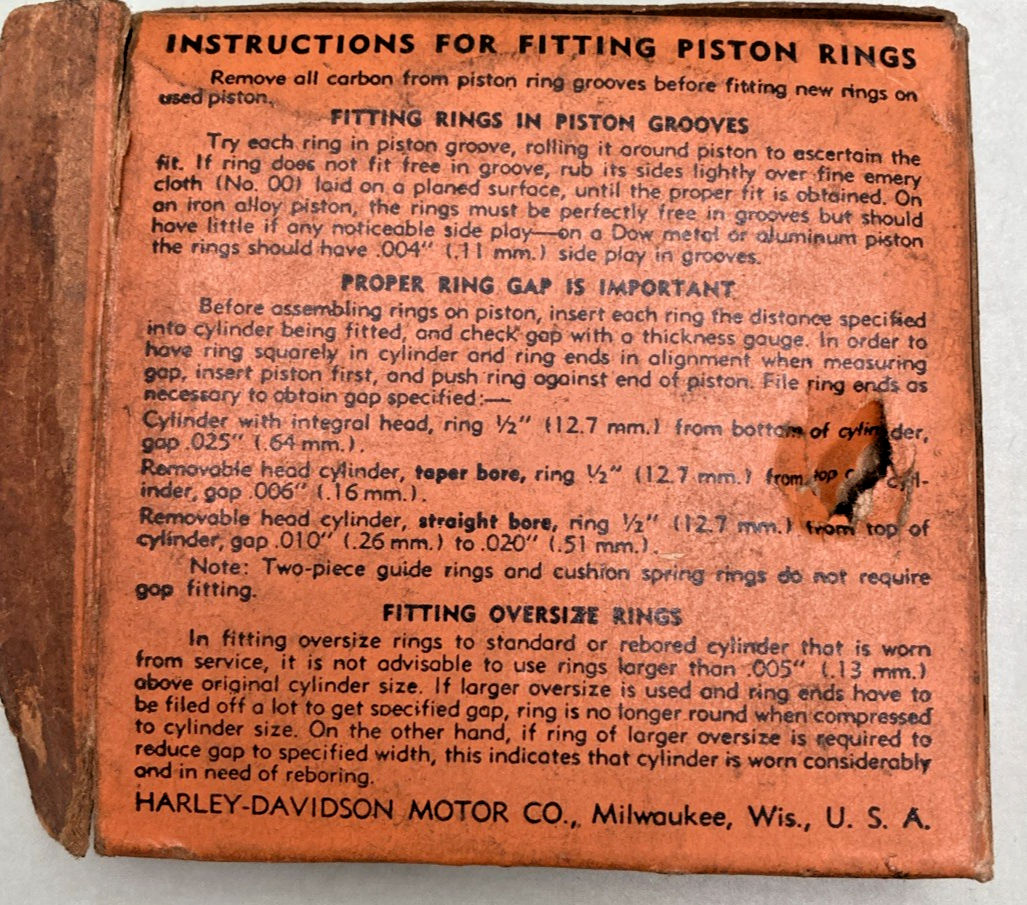 INSTRUCTIONS FOR FITTING PISTON RINGS
Remove all carbon from piston ring grooves before fitting new rings on
used piston.
FITTING RINGS IN PISTON GROOVES
Try each ring in piston groove, rolling it around piston to ascertain the
fit. If ring does not fit free in groove, rub its sides lightly over fine emery
cloth (No. 00) laid on a planed surface, until the proper fit is obtained. On
an iron alloy piston, the rings must be perfectly free in grooves but should
have little if any noticeable side play—on a Dow metal or aluminum piston
the rings should have .004" (.11 mm.) side play in grooves.
PROPER RING GAP IS IMPORTANT
Before assembling rings on piston, insert each ring the distance specified
into cylinder being fitted, and check gap with a thickness gauge. In order to
have ring squarely in cylinder and ring ends in alignment when measuring
gap, insert piston first, and push ring against end of piston. File ring ends as
necessary to obtain gap specified:—
Cylinder with integral head, ring ½" (12.7 mm.) from bottom of cylinder,
gap .025" (.64 mm.).
Removable head cylinder, taper bore, ring ½" (12.7 mm.) from top cyl-
inder, gap .006" (.16 mm.).
Removable head cylinder, straight bore, ring ½" (12.7 mm.) from top of
cylinder, gap .010" (.26 mm.) to .020" (.51 mm.).
Note: Two-piece guide rings and cushion spring rings do not require
gap fitting.
FITTING OVERSIZE RINGS
In fitting oversize rings to standard or rebored cylinder that is worn
from service, it is not advisable to use rings larger than .005" (.13 mm.)
above original cylinder size. If larger oversize is used and ring ends have to
be filed off a lot to get specified gap, ring is no longer round when compressed
to cylinder size. On the other hand, if ring of larger oversize is required to
reduce gap to specified width, this indicates that cylinder is worn considerably
and in need of reboring.
HARLEY-DAVIDSON MOTOR CO., Milwaukee, Wis., U. S. A.